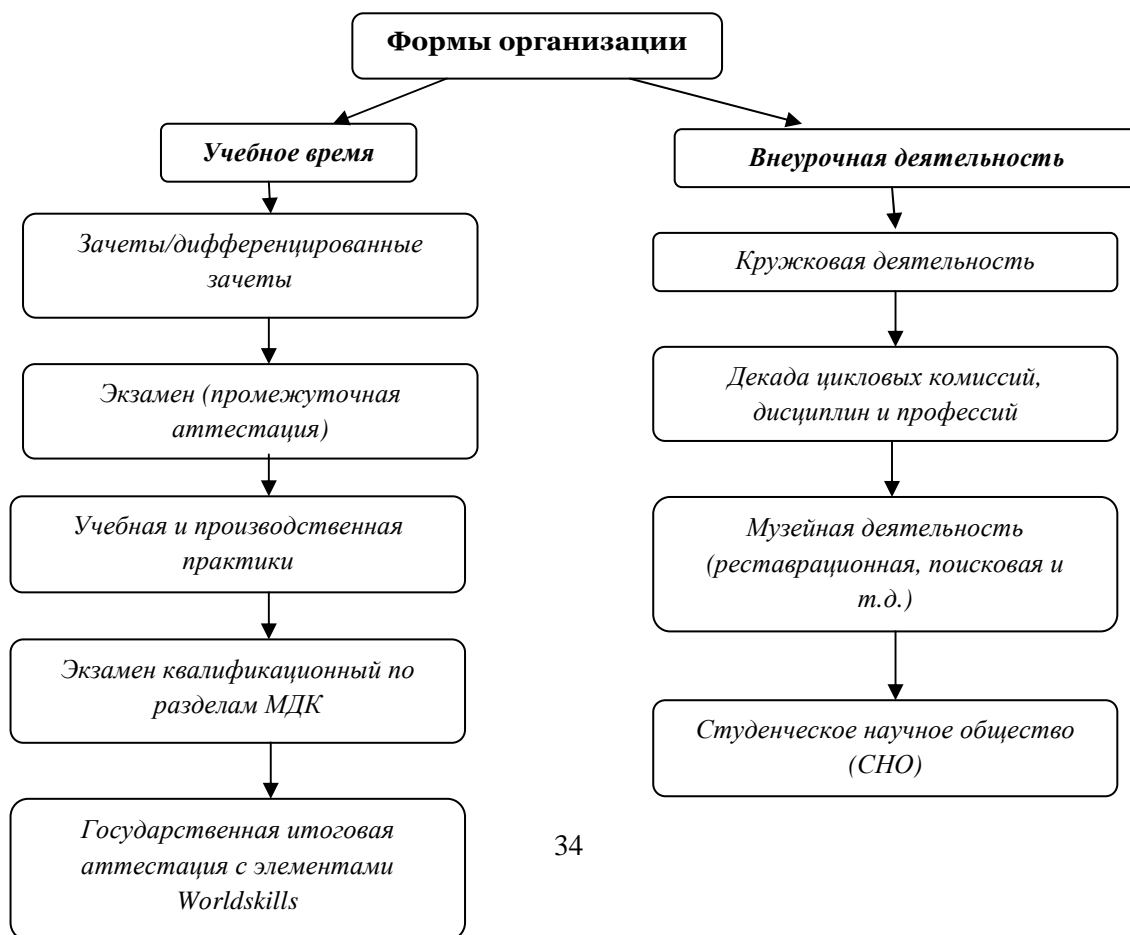 Формы организации
Учебное время
Зачеты/дифференцированные
зачеты
Экзамен (промежуточная
аттестация)
Учебная и производственная
практики
Экзамен квалификационный по
разделам МДК
Государственная итоговая
аттестация с элементами
Worldskills
Внеурочная деятельность
Кружковая деятельность
Декада цикловых комиссий,
дисциплин и профессий
Музейная деятельность
(реставрационная, поисковая и
т.д.)
Студенческое научное общество
(СНО)
34